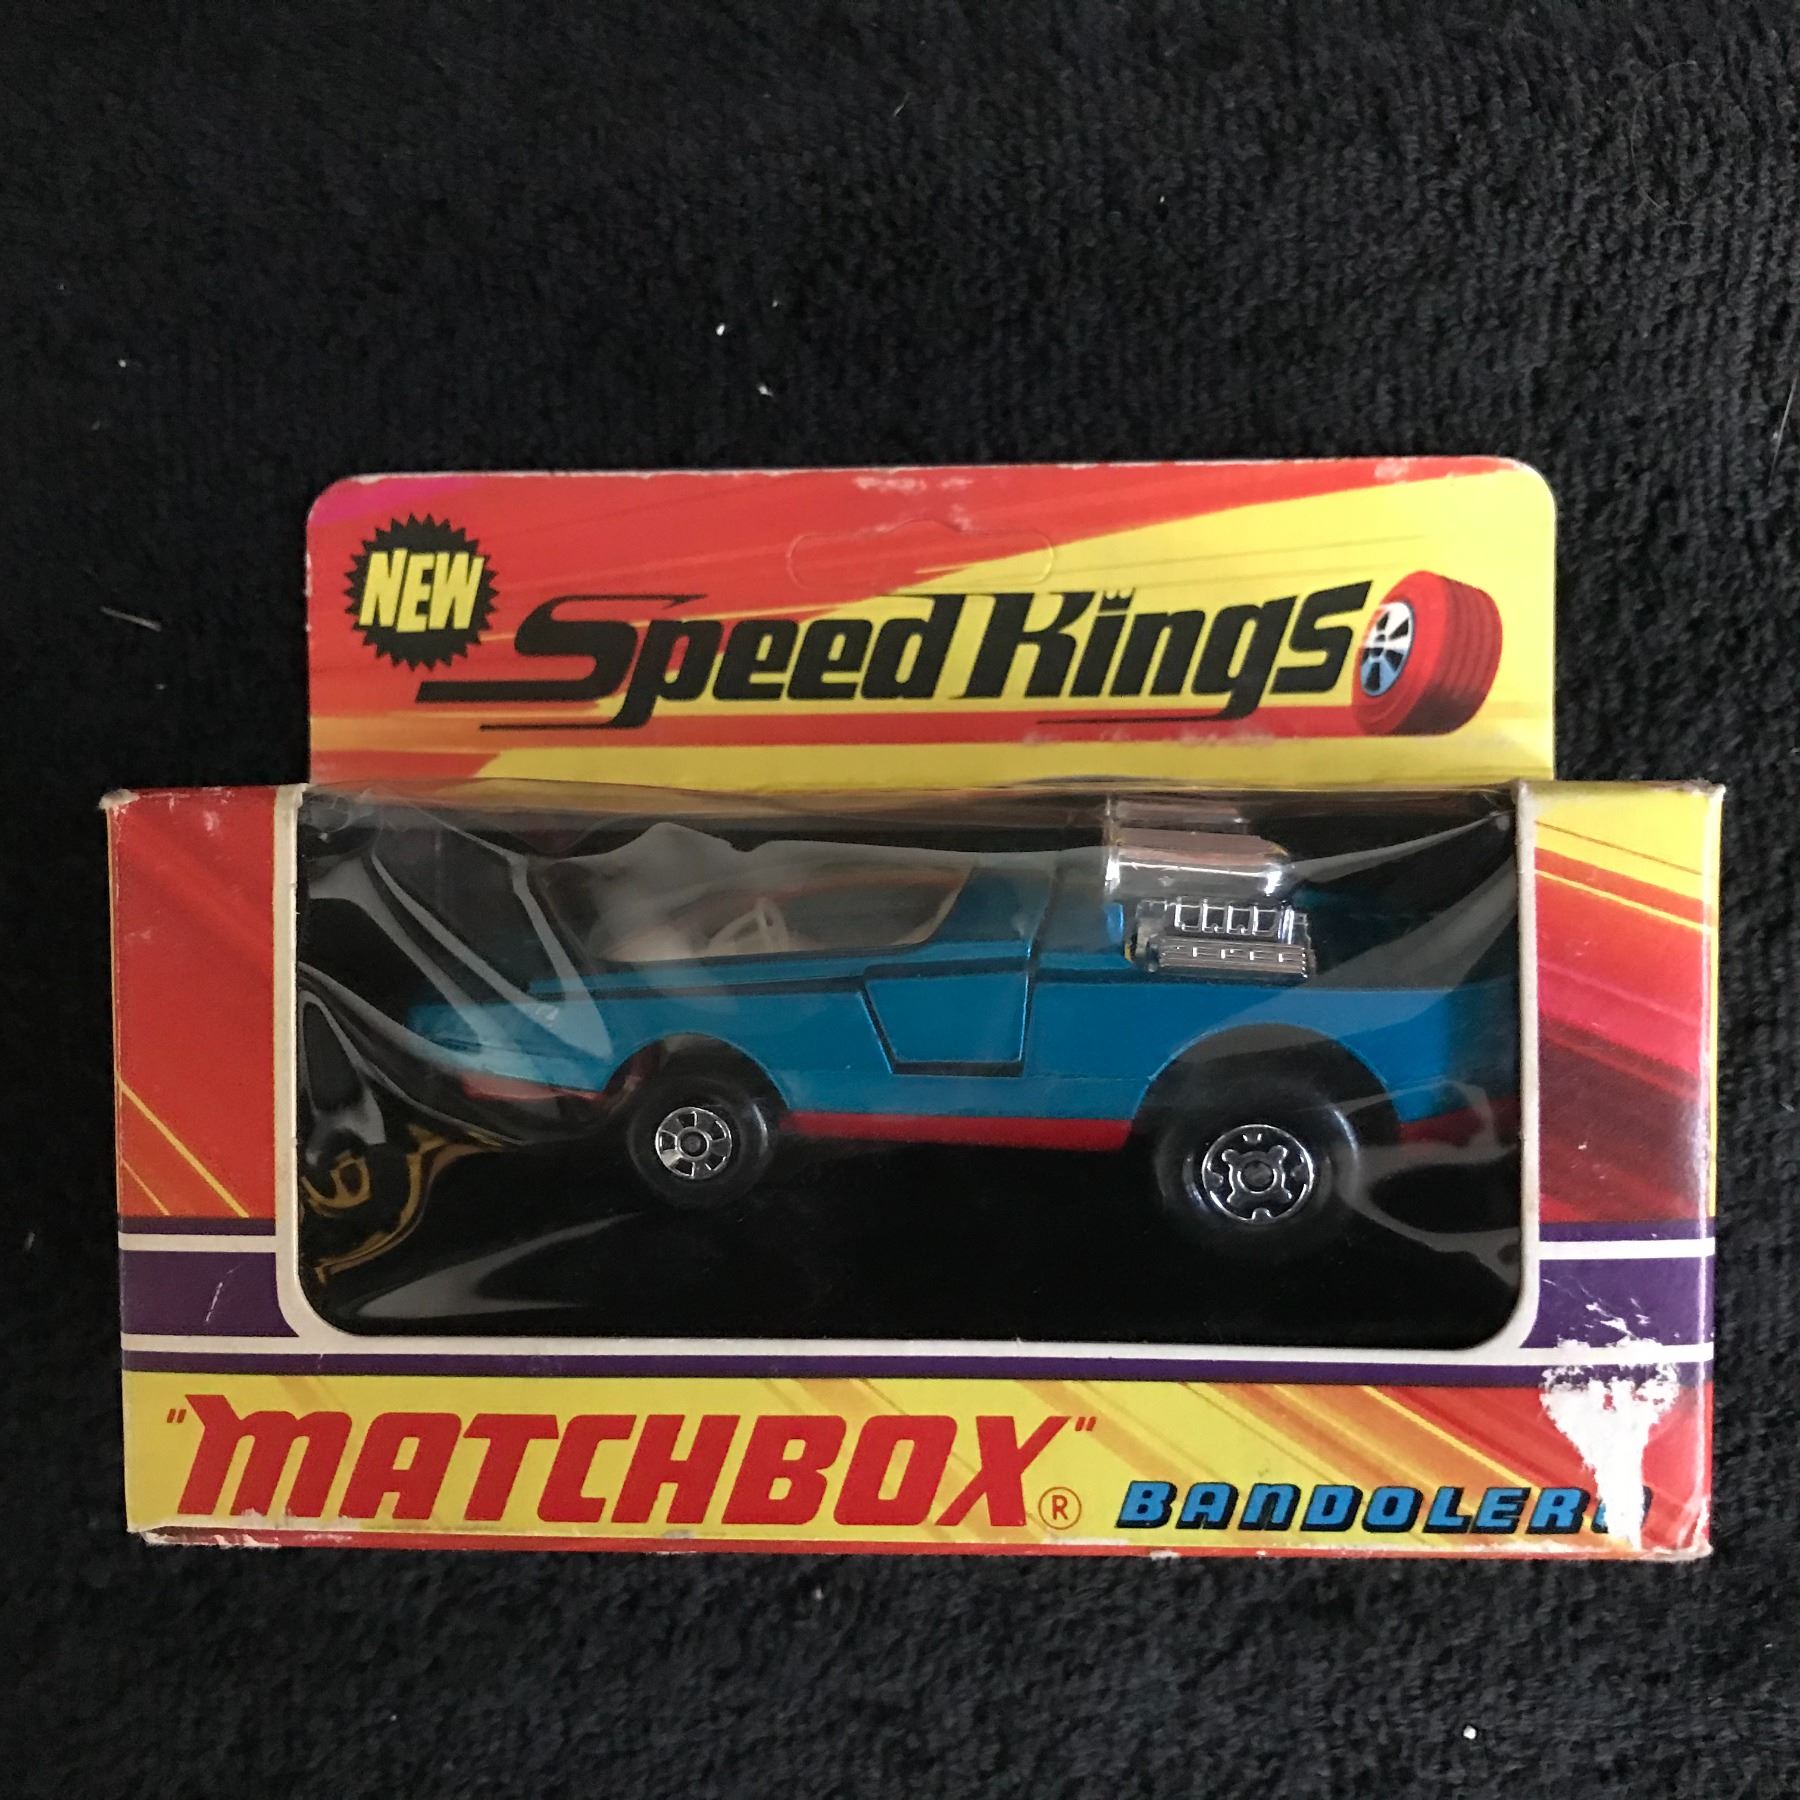 NEW
Speed Kings
"MATCHBOX"®
BANDOLERO